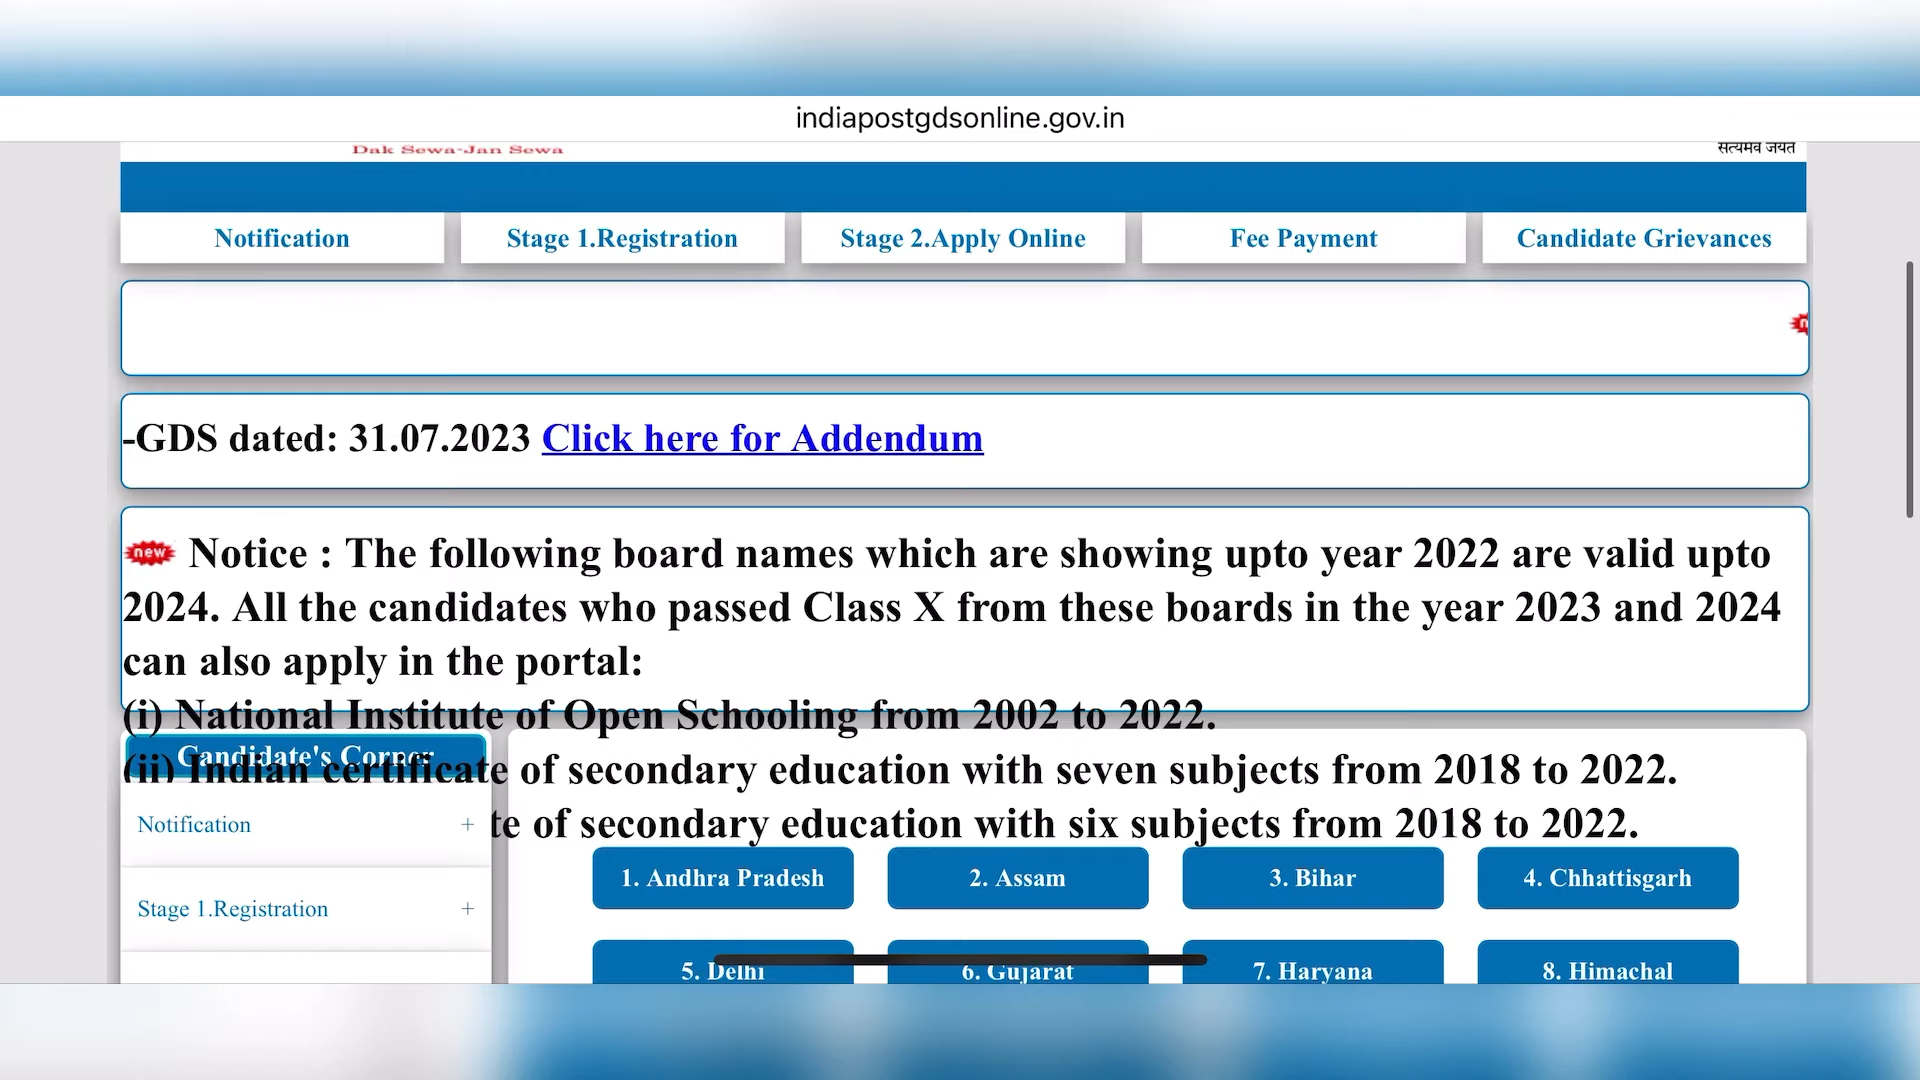 indiapostgdsonline.gov.in
Dak Sewa-Jan Sewa
सत्यमेव जयते
Notification
Stage 1.Registration
Stage 2.Apply Online
Fee Payment
Candidate Grievances
-GDS dated: 31.07.2023 Click here for Addendum
new Notice : The following board names which are showing upto year 2022 are valid upto
2024. All the candidates who passed Class X from these boards in the year 2023 and 2024
can also apply in the portal:
(i) National Institute of Open Schooling from 2002 to 2022.
Candidate's Corner
(ii) Indian certificate of secondary education with seven subjects from 2018 to 2022.
of secondary education with six subjects from 2018 to 2022.
Notification +
Stage 1.Registration +
1. Andhra Pradesh
2. Assam
3. Bihar
4. Chhattisgarh
5. Delhi
6. Gujarat
7. Haryana
8. Himachal